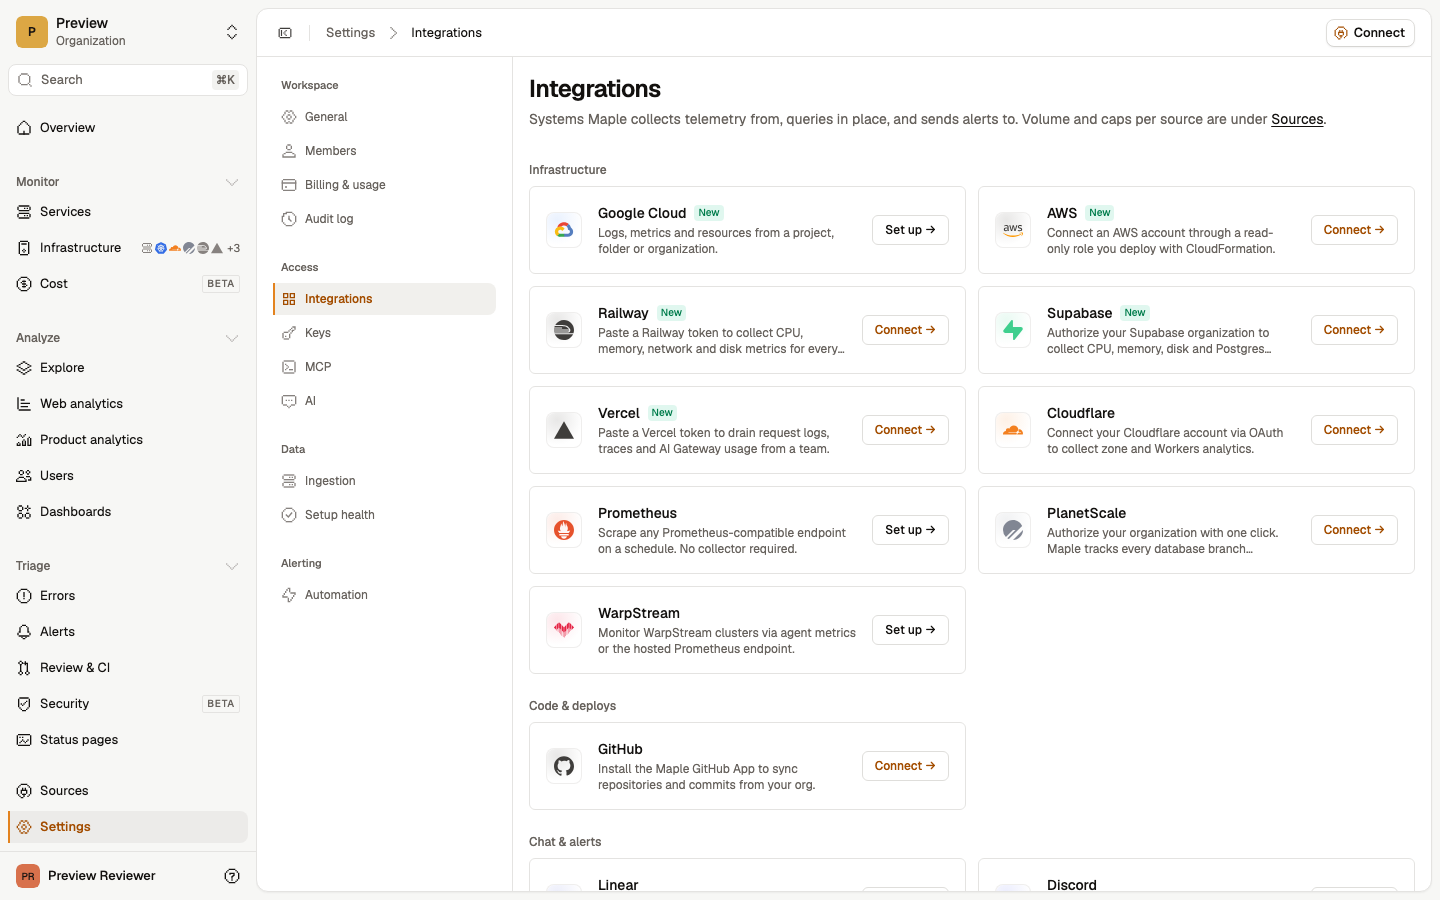 P
Preview
Organization
Search
⌘K
Overview
Monitor
Services
Infrastructure
+3
Cost
BETA
Analyze
Explore
Web analytics
Product analytics
Users
Dashboards
Triage
Errors
Alerts
Review & CI
Security
BETA
Status pages
Sources
Settings
PR
Preview Reviewer
Settings
Integrations
Connect
Workspace
General
Members
Billing & usage
Audit log
Access
Integrations
Keys
MCP
AI
Data
Ingestion
Setup health
Alerting
Automation
Integrations
Systems Maple collects telemetry from, queries in place, and sends alerts to. Volume and caps per source are under Sources.
Infrastructure
Google Cloud New
Logs, metrics and resources from a project,
folder or organization.
Set up →
aws
AWS New
Connect an AWS account through a read-
only role you deploy with CloudFormation.
Connect →
Railway New
Paste a Railway token to collect CPU,
memory, network and disk metrics for every…
Connect →
Supabase New
Authorize your Supabase organization to
collect CPU, memory, disk and Postgres…
Connect →
Vercel New
Paste a Vercel token to drain request logs,
traces and AI Gateway usage from a team.
Connect →
Cloudflare
Connect your Cloudflare account via OAuth
to collect zone and Workers analytics.
Connect →
Prometheus
Scrape any Prometheus-compatible endpoint
on a schedule. No collector required.
Set up →
PlanetScale
Authorize your organization with one click.
Maple tracks every database branch…
Connect →
WarpStream
Monitor WarpStream clusters via agent metrics
or the hosted Prometheus endpoint.
Set up →
Code & deploys
GitHub
Install the Maple GitHub App to sync
repositories and commits from your org.
Connect →
Chat & alerts
Linear
Discord